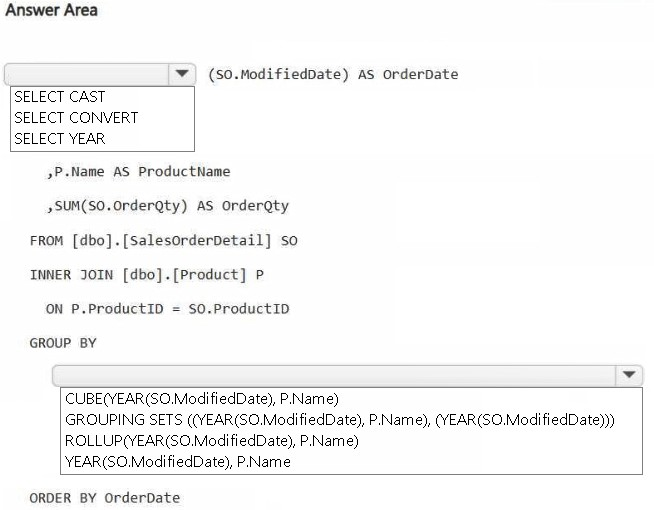 Answer Area
(SO.ModifiedDate) AS OrderDate
SELECT CAST
SELECT CONVERT
SELECT YEAR
,P.Name AS ProductName
,SUM(SO.OrderQty) AS OrderQty
FROM [dbo].[SalesOrderDetail] SO
INNER JOIN [dbo].[Product] P
ON P.ProductID = SO.ProductID
GROUP BY
CUBE(YEAR(SO.ModifiedDate), P.Name)
GROUPING SETS ((YEAR(SO.ModifiedDate), P.Name), (YEAR(SO.ModifiedDate)))
ROLLUP(YEAR(SO.ModifiedDate), P.Name)
YEAR(SO.ModifiedDate), P.Name
ORDER BY OrderDate